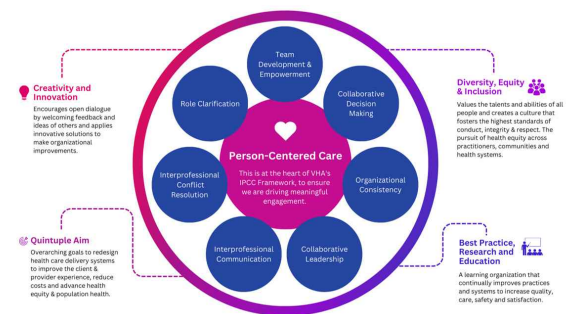 Creativity and
Innovation
Encourages open dialogue
by welcoming feedback and
ideas of others and applies
innovative solutions to
make organizational
improvements.
Quintuple Aim
Overarching goals to redesign
health care delivery systems
to improve the client &
provider experience, reduce
costs and advance health
equity & population health.
Team
Development &
Empowerment
Role Clarification
Collaborative
Decision
Making
Person-Centered Care
This is at the heart of VHA's
IPCC Framework, to ensure
we are driving meaningful
engagement.
Interprofessional
Conflict
Resolution
Organizational
Consistency
Interprofessional
Communication
Collaborative
Leadership
Diversity, Equity
& Inclusion
Values the talents and abilities of all
people and creates a culture that
fosters the highest standards of
conduct, integrity & respect. The
pursuit of health equity across
practitioners, communities and
health systems.
Best Practice,
Research and
Education
A learning organization that
continually improves practices
and systems to increase quality,
care, safety and satisfaction.